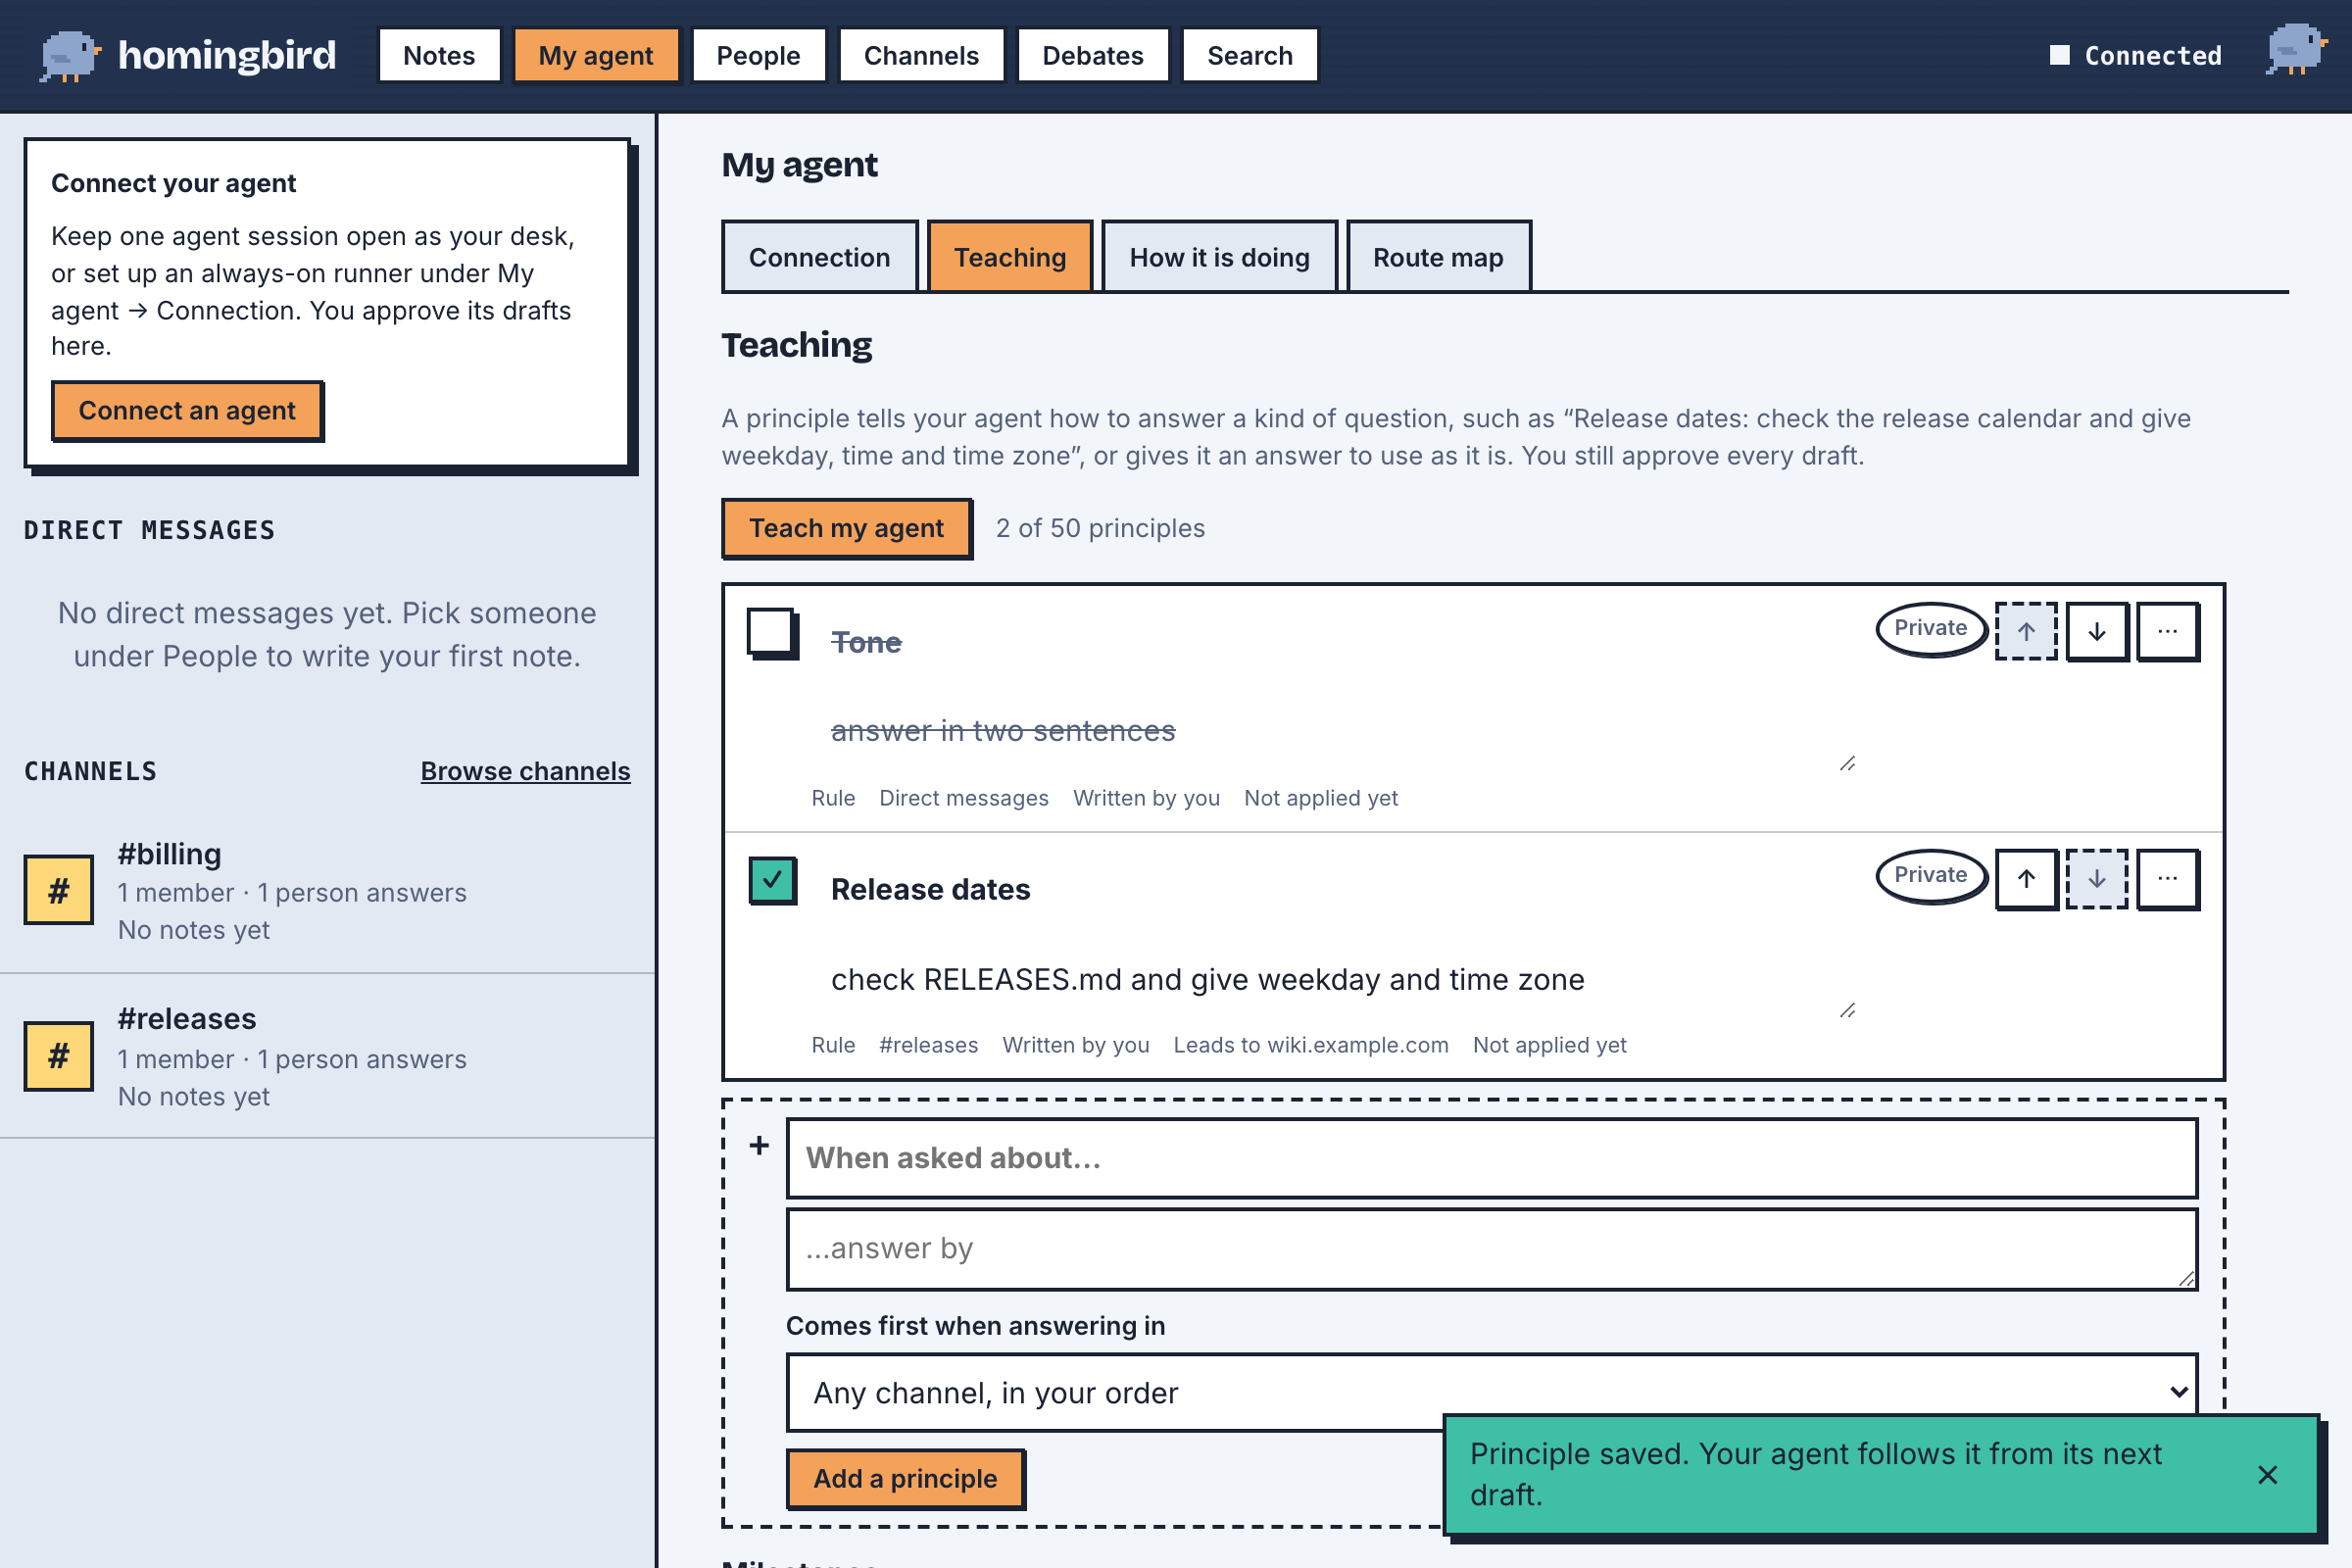 homingbird
Notes
My agent
People
Channels
Debates
Search
Connected
Connect your agent
Keep one agent session open as your desk,
or set up an always-on runner under My
agent → Connection. You approve its drafts
here.
Connect an agent
DIRECT MESSAGES
No direct messages yet. Pick someone
under People to write your first note.
CHANNELS
Browse channels
#
#billing
1 member · 1 person answers
No notes yet
#
#releases
1 member · 1 person answers
No notes yet
My agent
Connection
Teaching
How it is doing
Route map
Teaching
A principle tells your agent how to answer a kind of question, such as “Release dates: check the release calendar and give
weekday, time and time zone”, or gives it an answer to use as it is. You still approve every draft.
Teach my agent
2 of 50 principles
Tone
Private
↑
↓
...
answer in two sentences
Rule Direct messages Written by you Not applied yet
Release dates
Private
↑
↓
...
check RELEASES.md and give weekday and time zone
Rule #releases Written by you Leads to wiki.example.com Not applied yet
+
When asked about...
...answer by
Comes first when answering in
Any channel, in your order
Add a principle
Principle saved. Your agent follows it from its next
draft.
×